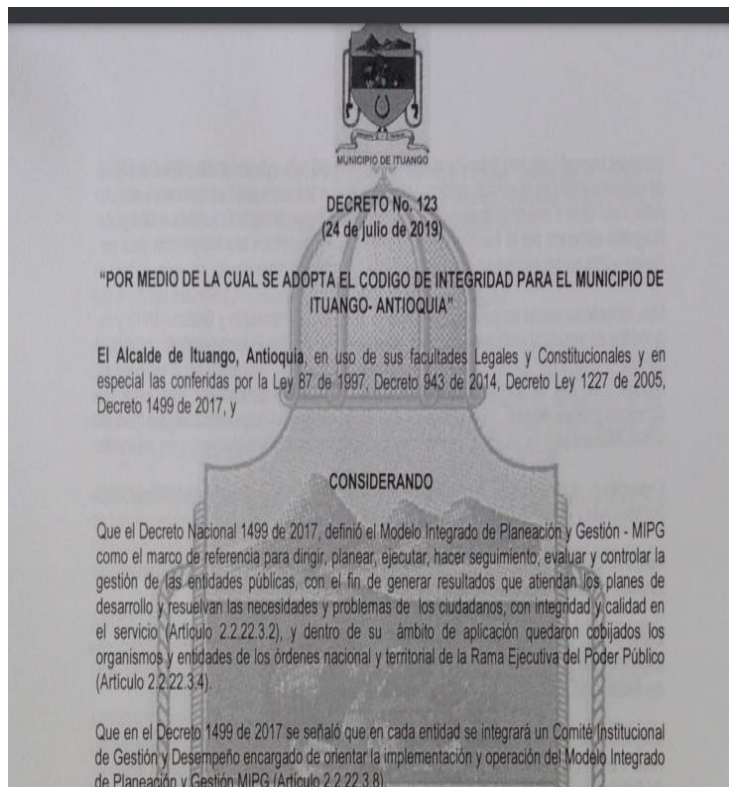 MUNICIPIO DE ITUANGO
DECRETO No. 123
(24 de julio de 2019)
"POR MEDIO DE LA CUAL SE ADOPTA EL CODIGO DE INTEGRIDAD PARA EL MUNICIPIO DE
ITUANGO- ANTIOQUIA"
El Alcalde de Ituango, Antioquia, en uso de sus facultades Legales y Constitucionales y en
especial las conferidas por la Ley 87 de 1997, Decreto 943 de 2014, Decreto Ley 1227 de 2005,
Decreto 1499 de 2017, y
CONSIDERANDO
Que el Decreto Nacional 1499 de 2017, definió el Modelo Integrado de Planeación y Gestión - MIPG
como el marco de referencia para dirigir, planear, ejecutar, hacer seguimiento, evaluar y controlar la
gestión de las entidades públicas, con el fin de generar resultados que atiendan los planes de
desarrollo y resuelvan las necesidades y problemas de los ciudadanos, con integridad y calidad en
el servicio (Artículo 2.2.22.3.2), y dentro de su ámbito de aplicación quedaron cobijados los
organismos y entidades de los órdenes nacional y territorial de la Rama Ejecutiva del Poder Público
(Artículo 2.2.22.3.4).
Que en el Decreto 1499 de 2017 se señaló que en cada entidad se integrará un Comité Institucional
de Gestión y Desempeño encargado de orientar la implementación y operación del Modelo Integrado
de Planeación y Gestión MIPG (Artículo 2.2.22.3.8).